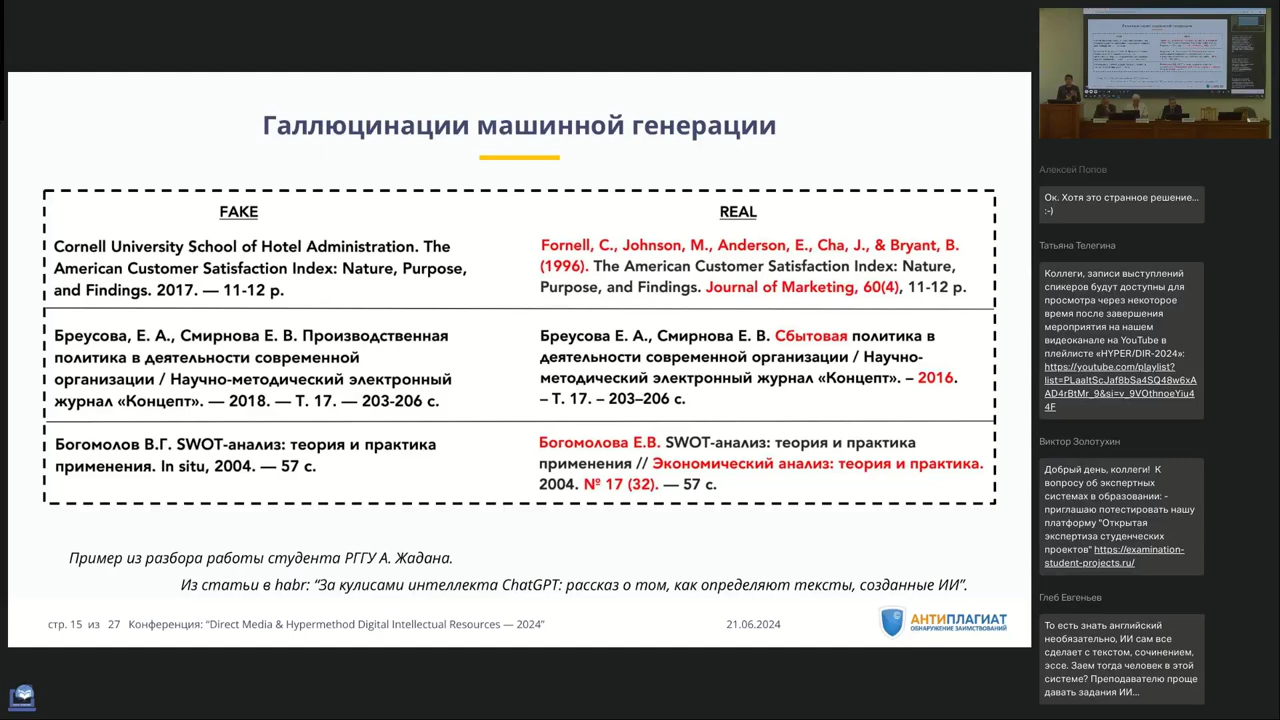 Галлюцинации машинной генерации
FAKE
Cornell University School of Hotel Administration. The
American Customer Satisfaction Index: Nature, Purpose,
and Findings. 2017. — 11-12 p.
REAL
Fornell, C., Johnson, M., Anderson, E., Cha, J., & Bryant, B.
(1996). The American Customer Satisfaction Index: Nature,
Purpose, and Findings. Journal of Marketing, 60(4), 11-12 p.
Бреусова, Е. А., Смирнова Е. В. Производственная
политика в деятельности современной
организации / Научно-методический электронный
журнал «Концепт». — 2018. — Т. 17. — 203-206 с.
Бреусова Е. А., Смирнова Е. В. Сбытовая политика в
деятельности современной организации / Научно-
методический электронный журнал «Концепт». – 2016.
– Т. 17. – 203–206 с.
Богомолов В.Г. SWOT-анализ: теория и практика
применения. In situ, 2004. — 57 с.
Богомолова Е.В. SWOT-анализ: теория и практика
применения // Экономический анализ: теория и практика.
2004. № 17 (32). — 57 с.
Пример из разбора работы студента РГГУ А. Жадана.
Из статьи в habr: “За кулисами интеллекта ChatGPT: рассказ о том, как определяют тексты, созданные ИИ”.
стр. 15 из 27 Конференция: “Direct Media & Hypermethod Digital Intellectual Resources — 2024”
21.06.2024
АНТИПЛАГИАТ
ОБНАРУЖЕНИЕ ЗАИМСТВОВАНИЙ
Алексей Попов
Ок. Хотя это странное решение...
:-)
Татьяна Телегина
Коллеги, записи выступлений
спикеров будут доступны для
просмотра через некоторое
время после завершения
мероприятия на нашем
видеоканале на YouTube в
плейлисте «HYPER/DIR-2024»:
https://youtube.com/playlist?
list=PLaaltScJaf8bSa4SQ48w6xA
AD4rBtMr_9&si=v_9VOthnoeYiu4
4F
Виктор Золотухин
Добрый день, коллеги! К
вопросу об экспертных
системах в образовании: -
приглашаю потестировать нашу
платформу "Открытая
экспертиза студенческих
проектов" https://examination-
student-projects.ru/
Глеб Евгеньев
То есть знать английский
необязательно, ИИ сам все
сделает с текстом, сочинением,
эссе. Заем тогда человек в этой
системе? Преподавателю проще
давать задания ИИ...